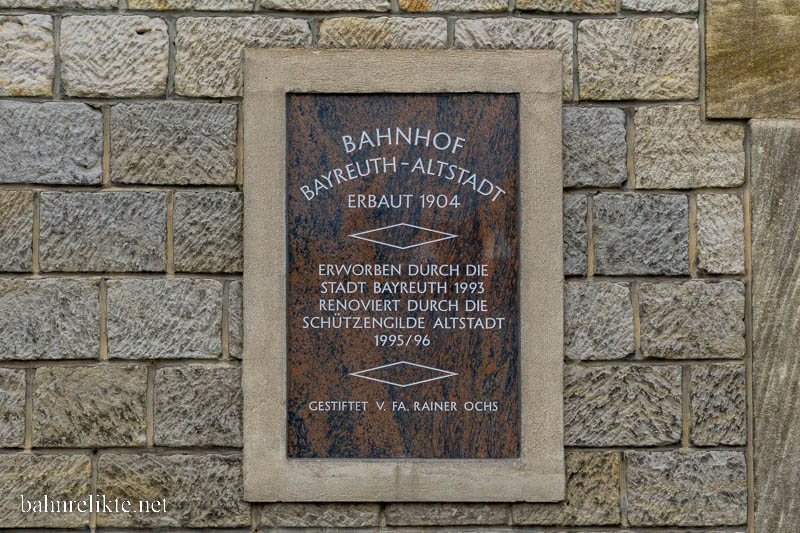 BAHNHOF
BAYREUTH-ALTSTADT
ERBAUT 1904
ERWORBEN DURCH DIE
STADT BAYREUTH 1993
RENOVIERT DURCH DIE
SCHÜTZENGILDE ALTSTADT
1995/96
GESTIFTET V. FA. RAINER OCHS
bahnrelikte.net